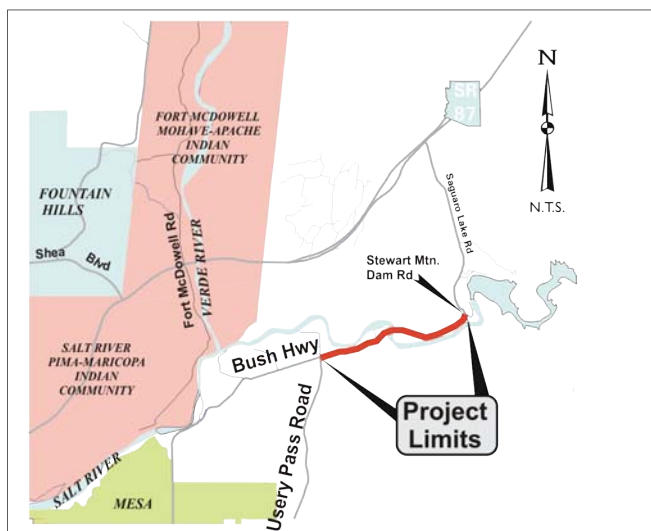 N
N.T.S.
SR
87
FORT MCDOWELL
MOHAVE-APACHE
INDIAN
COMMUNITY
FOUNTAIN
HILLS
Shea
Blvd
Fort McDowell Rd
VERDE RIVER
Saguaro Lake Rd
Stewart Mtn.
Dam Rd
SALT RIVER
PIMA-MARICOPA
INDIAN
COMMUNITY
Bush Hwy
Project
Limits
Usery Pass Road
SALT RIVER
MESA